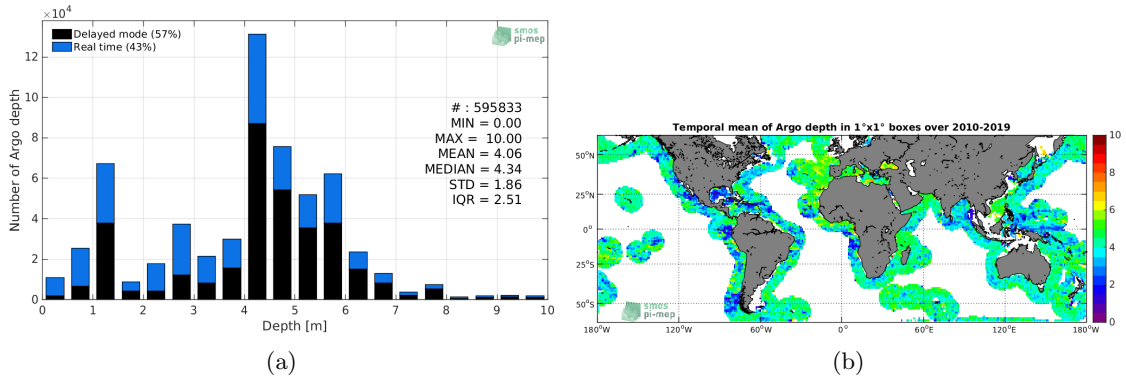 ×10⁴
Delayed mode (57%)
Real time (43%)
smos
pi-mep
12
10
8
6
4
2
0
Number of Argo depth
# : 595833
MIN = 0.00
MAX = 10.00
MEAN = 4.06
MEDIAN = 4.34
STD = 1.86
IQR = 2.51
0 1 2 3 4 5 6 7 8 9 10
Depth [m]
(a)
Temporal mean of Argo depth in 1°x1° boxes over 2010-2019
50°N
25°N
0°
25°S
50°S
smos
pi-mep
180°W 120°W 60°W 0° 60°E 120°E 180°W
10
8
6
4
2
0
(b)